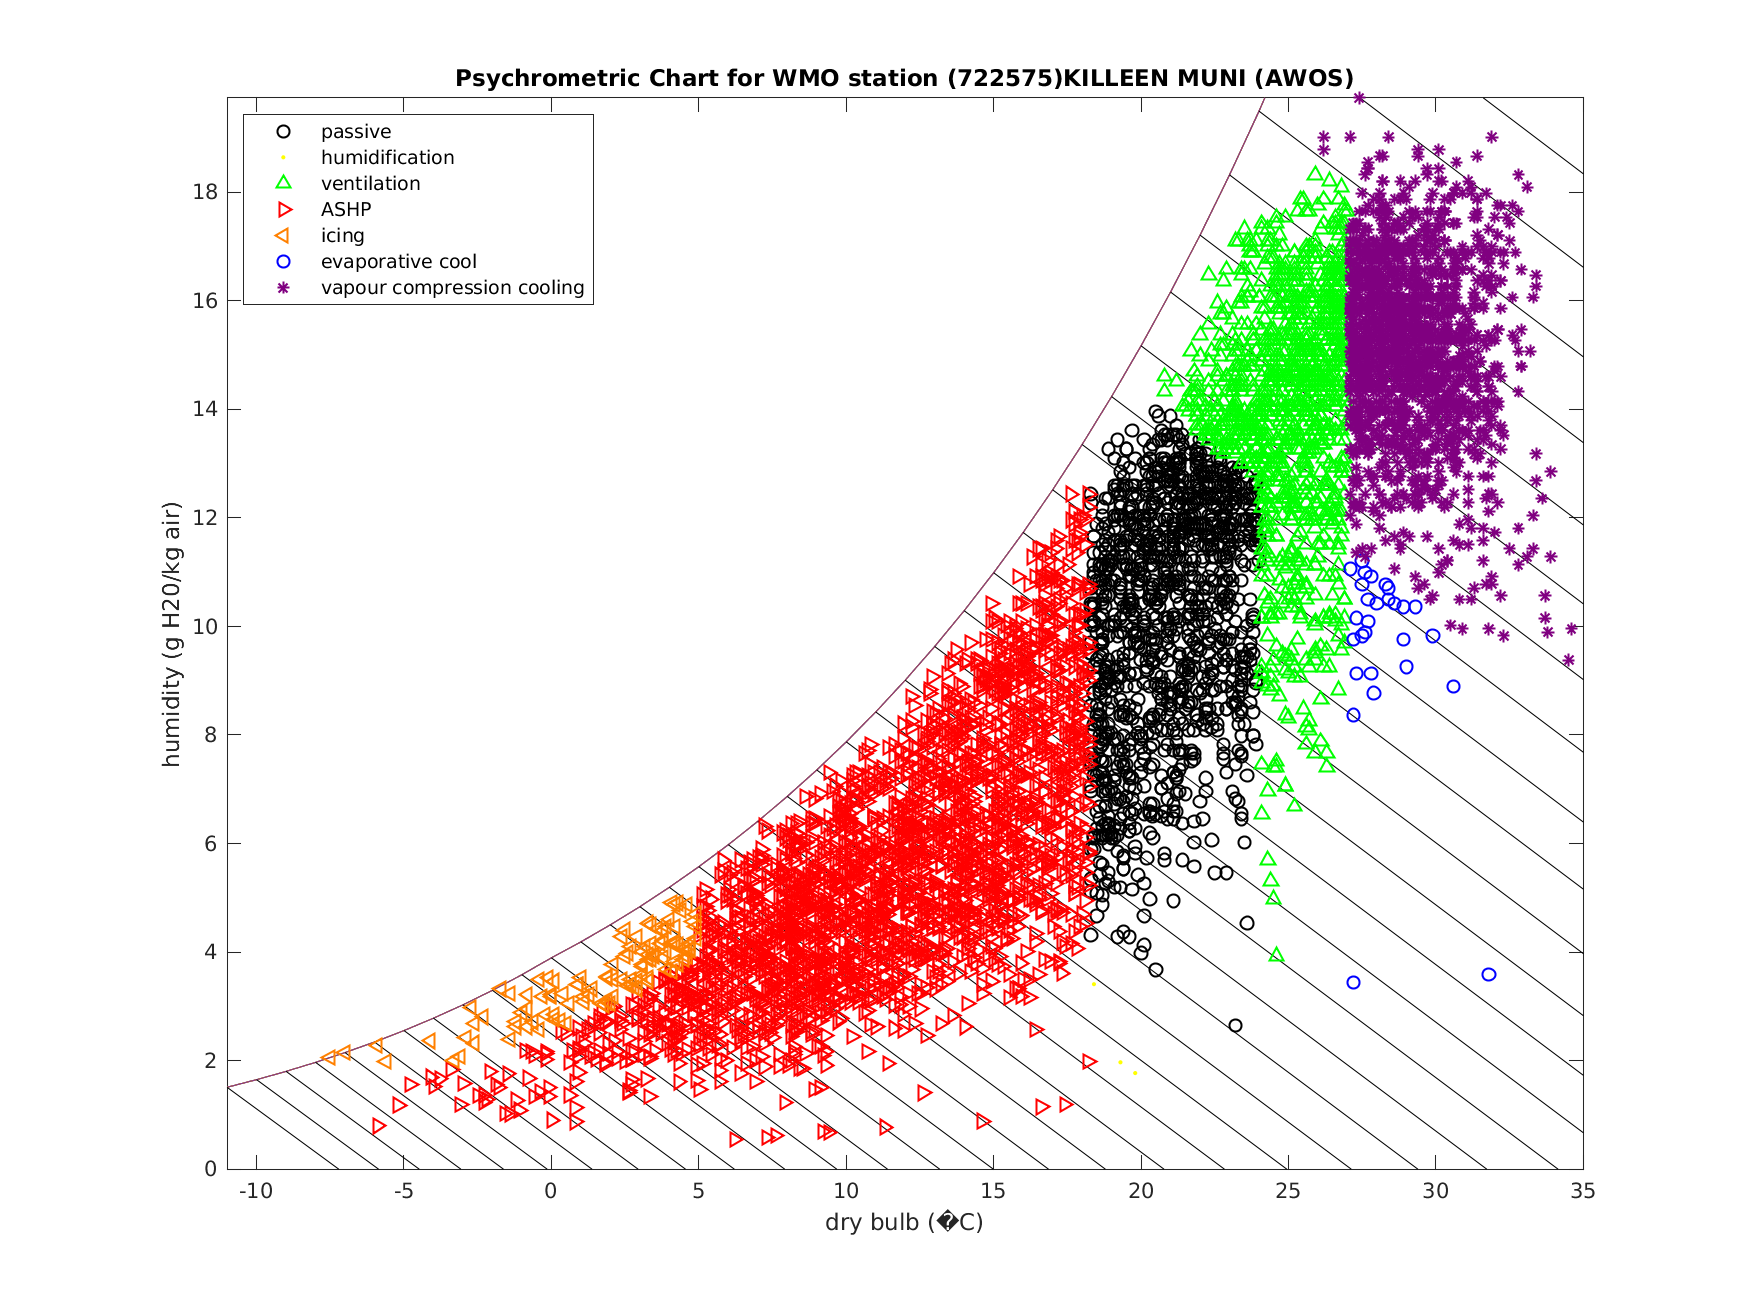 Psychrometric Chart for WMO station (722575)KILLEEN MUNI (AWOS)
passive
humidification
ventilation
ASHP
icing
evaporative cool
vapour compression cooling
humidity (g H20/kg air)
18
16
14
12
10
8
6
4
2
0
-10 -5 0 5 10 15 20 25 30 35
dry bulb (�C)